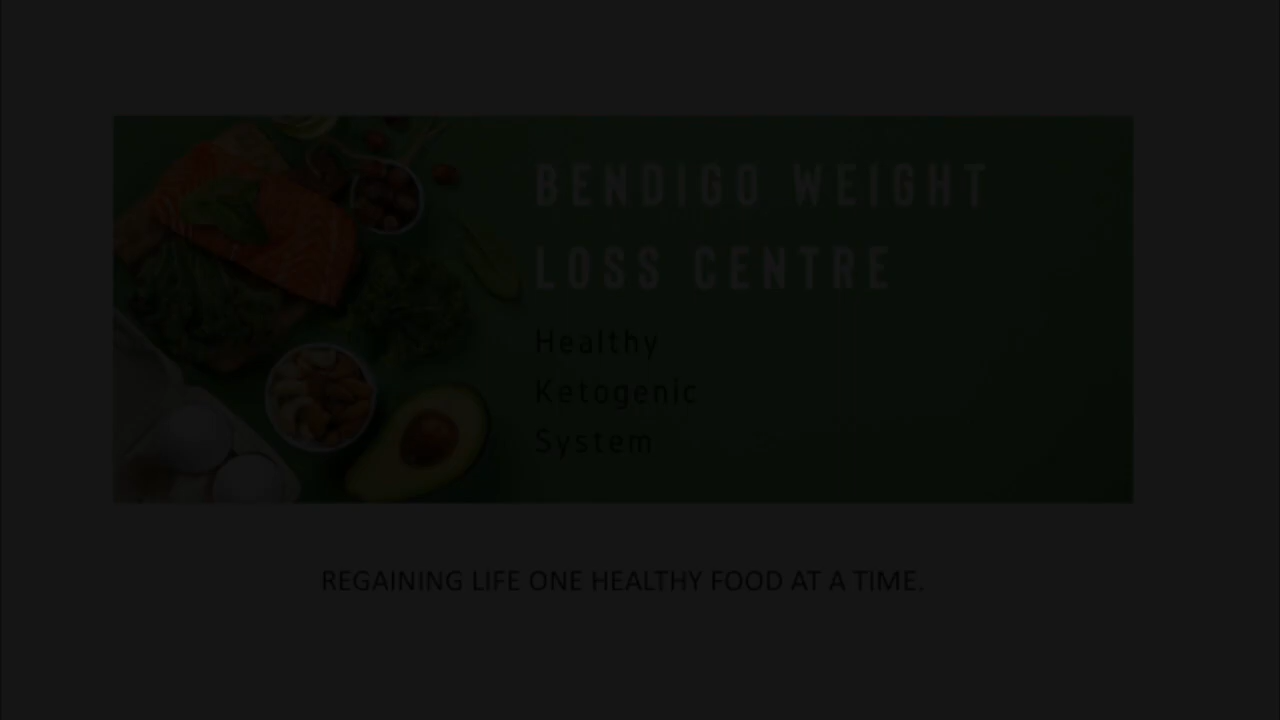 BENDIGO WEIGHT
LOSS CENTRE
Healthy
Ketogenic
System
REGAINING LIFE ONE HEALTHY FOOD AT A TIME.